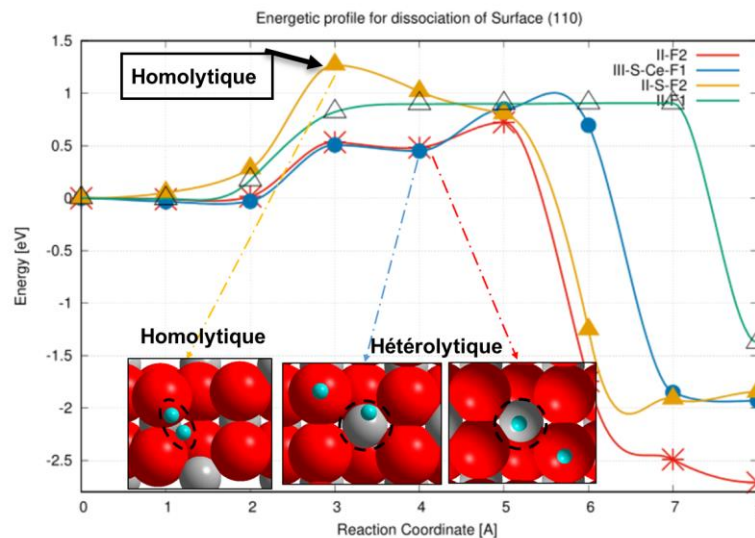 Energetic profile for dissociation of Surface (110)
II-F2
III-S-Ce-F1
II-S-F2
II-F1
Homolytique
Energy [eV]
1.5
1
0.5
0
-0.5
-1
-1.5
-2
-2.5
Homolytique
Hétérolytique
0 1 2 3 4 5 6 7
Reaction Coordinate [A]